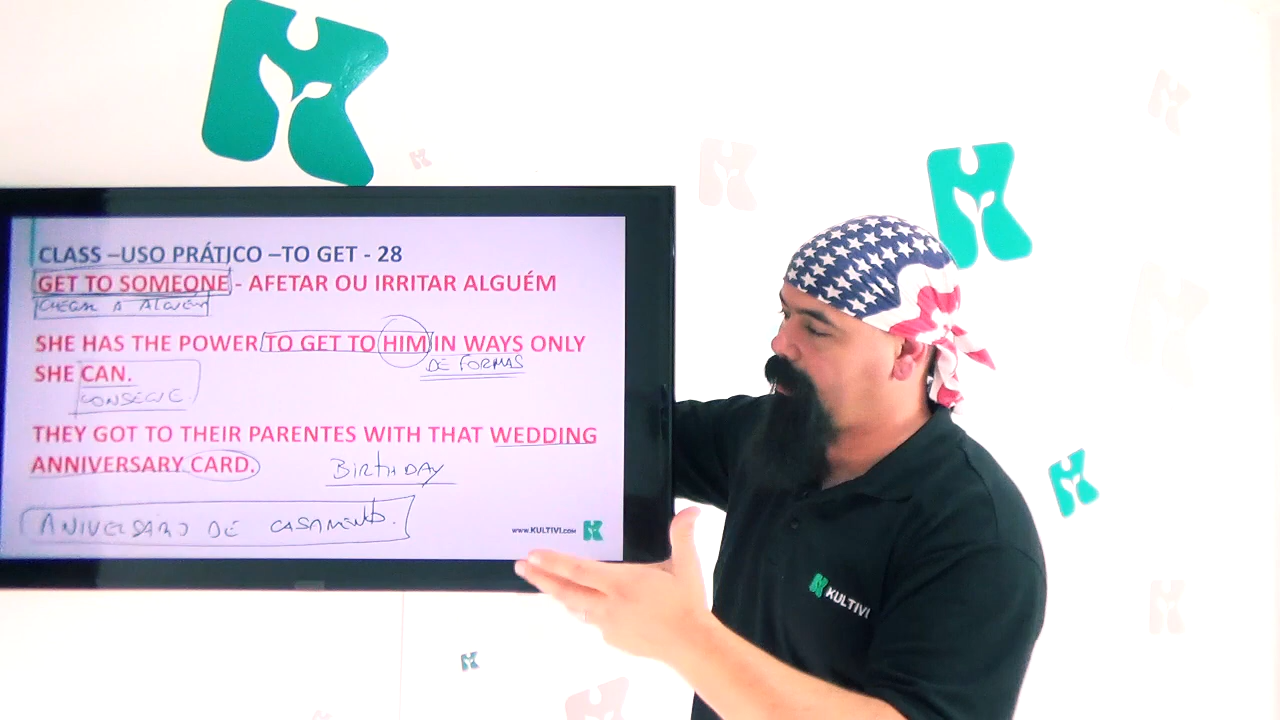 CLASS –USO PRÁTICO –TO GET - 28
GET TO SOMEONE - AFETAR OU IRRITAR ALGUÉM
CHEGAR A ALGUÉM
SHE HAS THE POWER TO GET TO HIM IN WAYS ONLY
DE FORMAS
SHE CAN.
CONSEGUE.
THEY GOT TO THEIR PARENTES WITH THAT WEDDING
ANNIVERSARY CARD.
BIRTHDAY
ANIVERSÁRIO DE CASAMENTO.
WWW.KULTIVI.COM
KULTIVI